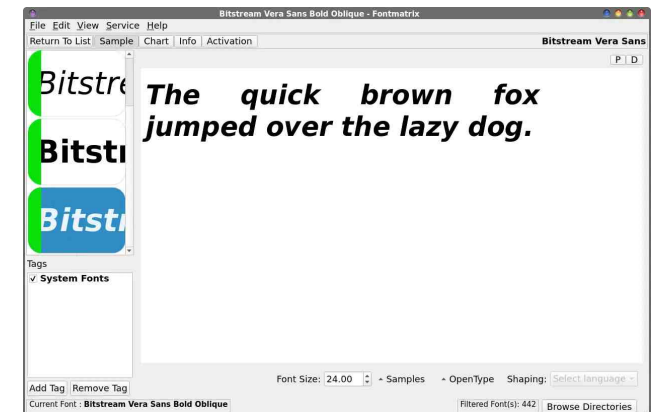 Bitstream Vera Sans Bold Oblique - Fontmatrix
File Edit View Service Help
Return To List Sample Chart Info Activation Bitstream Vera Sans
P D
Bitstre
Bitstr
Bitstr
The quick brown fox
jumped over the lazy dog.
Tags
System Fonts
Font Size: 24.00 Samples OpenType Shaping: Select language
Add Tag Remove Tag
Current Font : Bitstream Vera Sans Bold Oblique Filtered Font(s): 442 Browse Directories